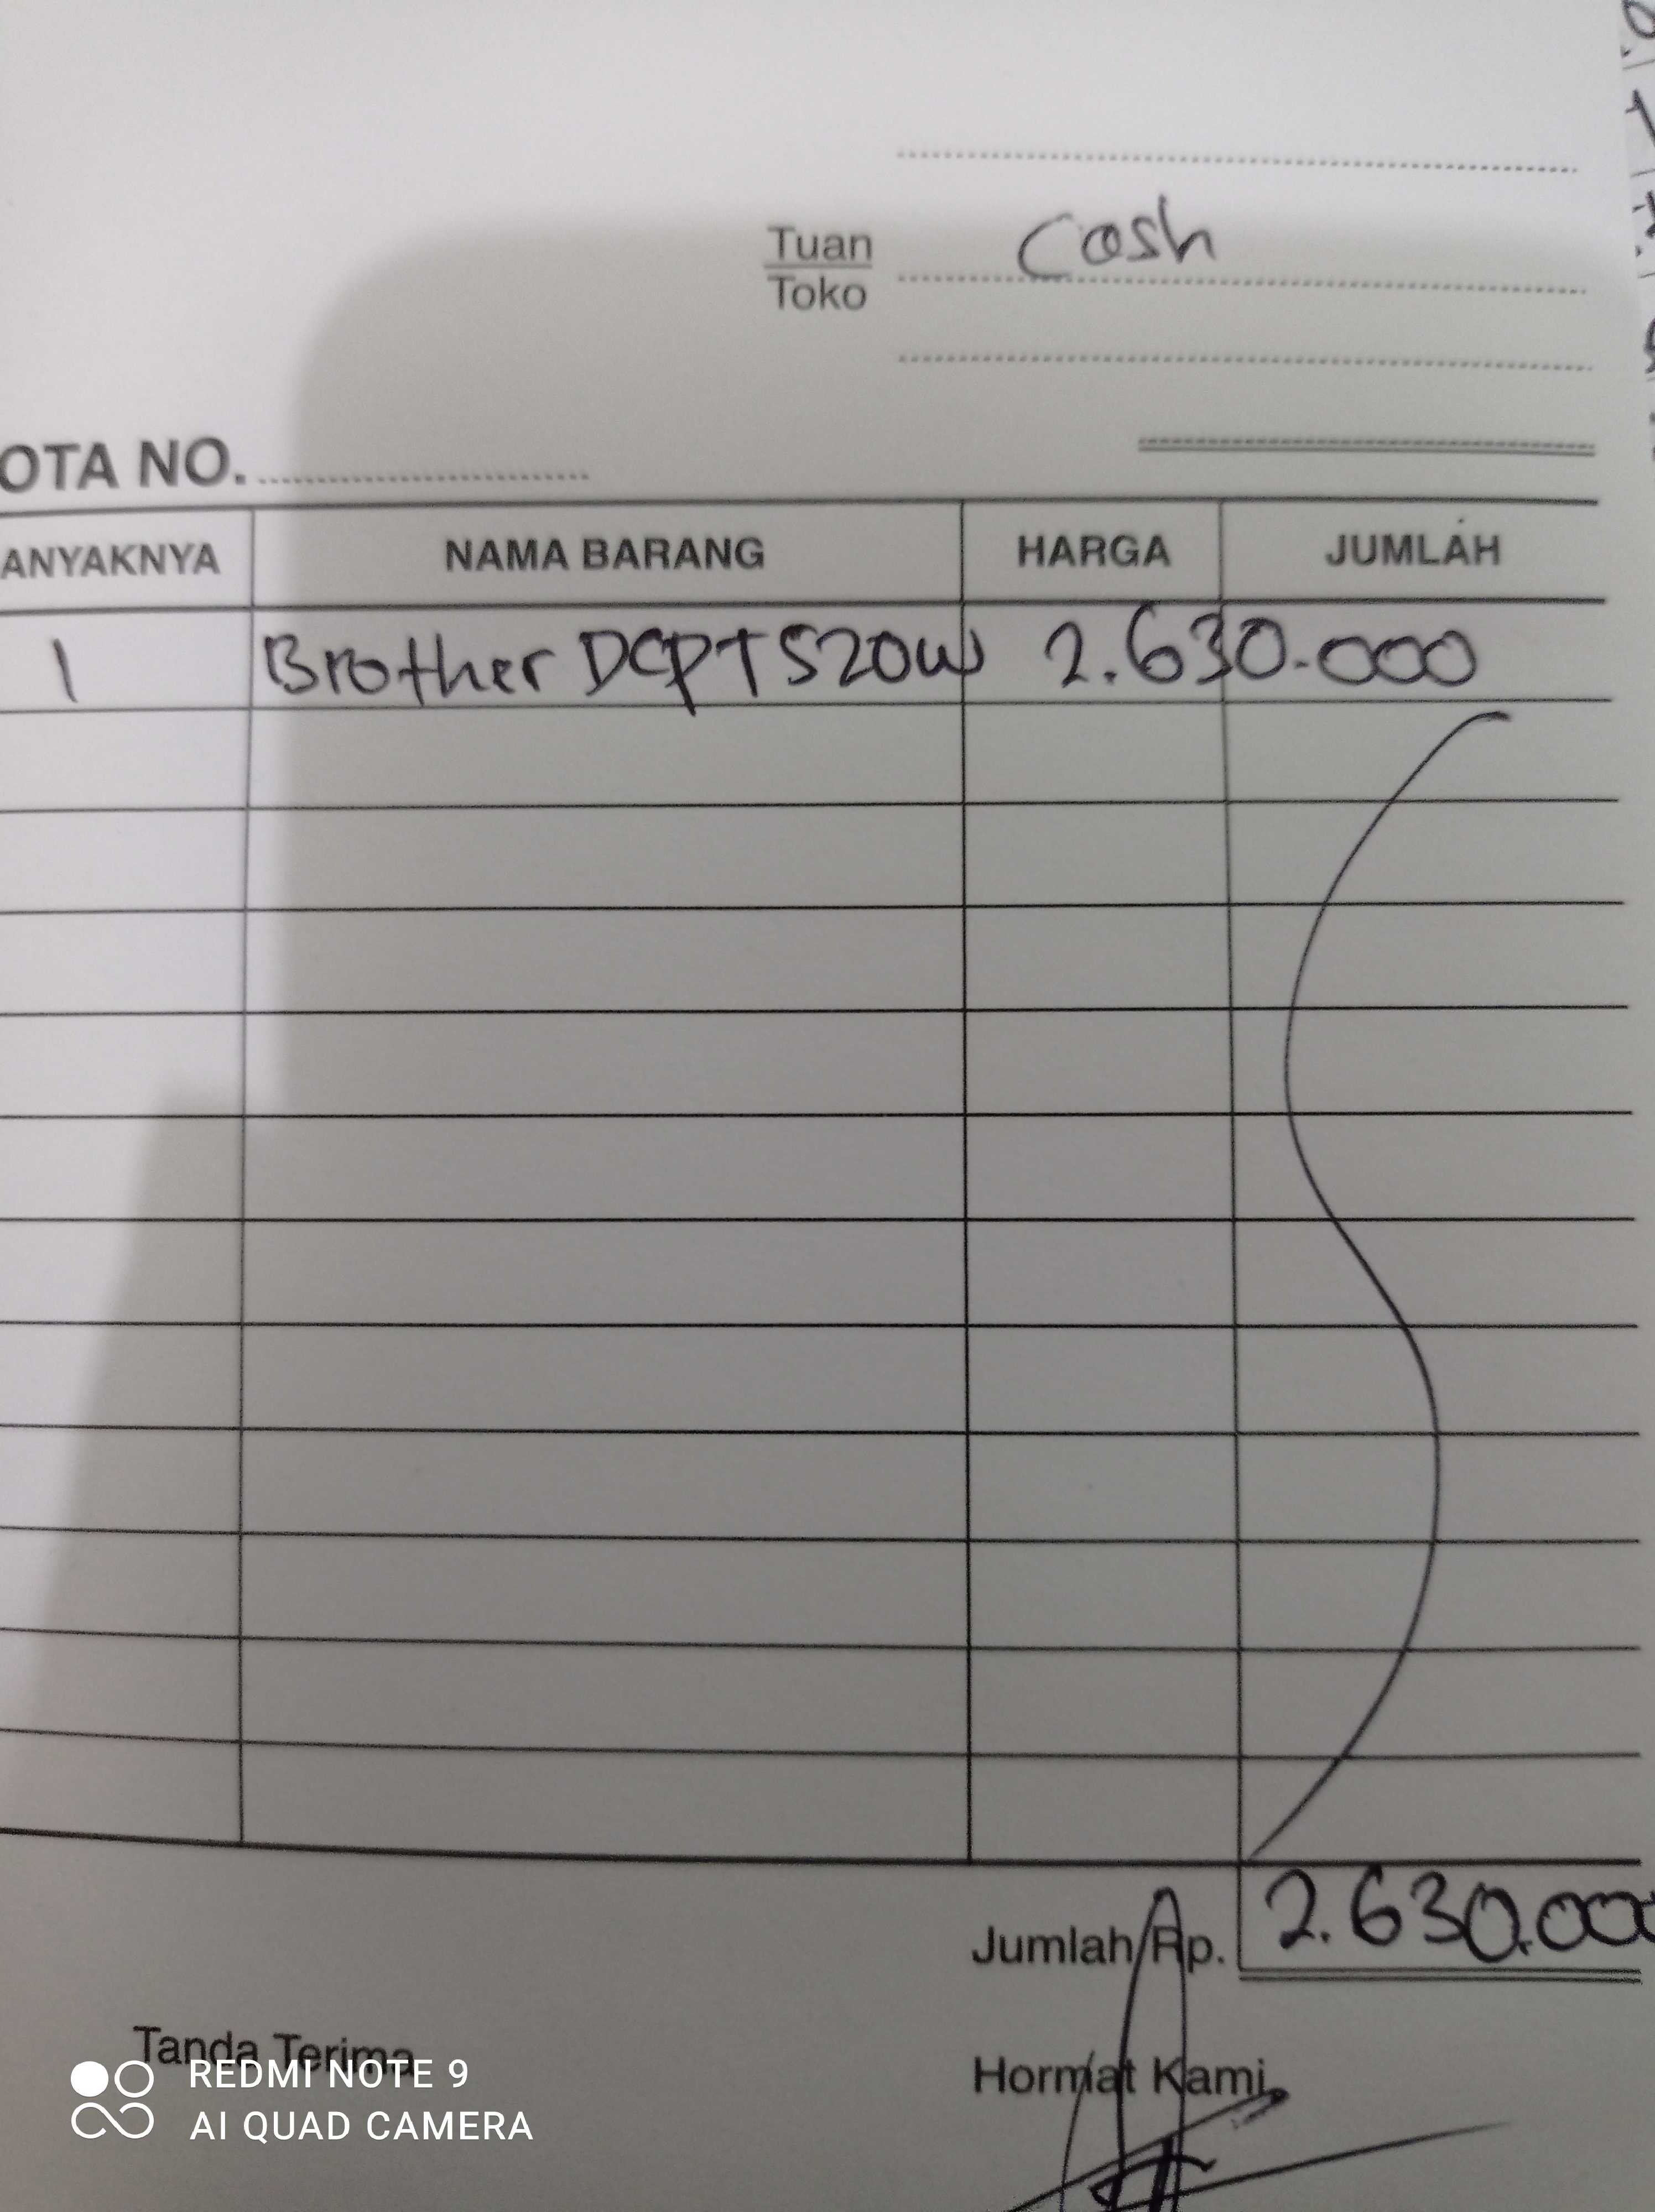 Tuan Cash
Toko
OTA NO.
ANYAKNYA NAMA BARANG HARGA JUMLAH
1 Brother DCPT520W 2.630.000
Jumlah Rp. 2.630.000
Tanda Terima Hormat Kami,
REDMI NOTE 9
AI QUAD CAMERA